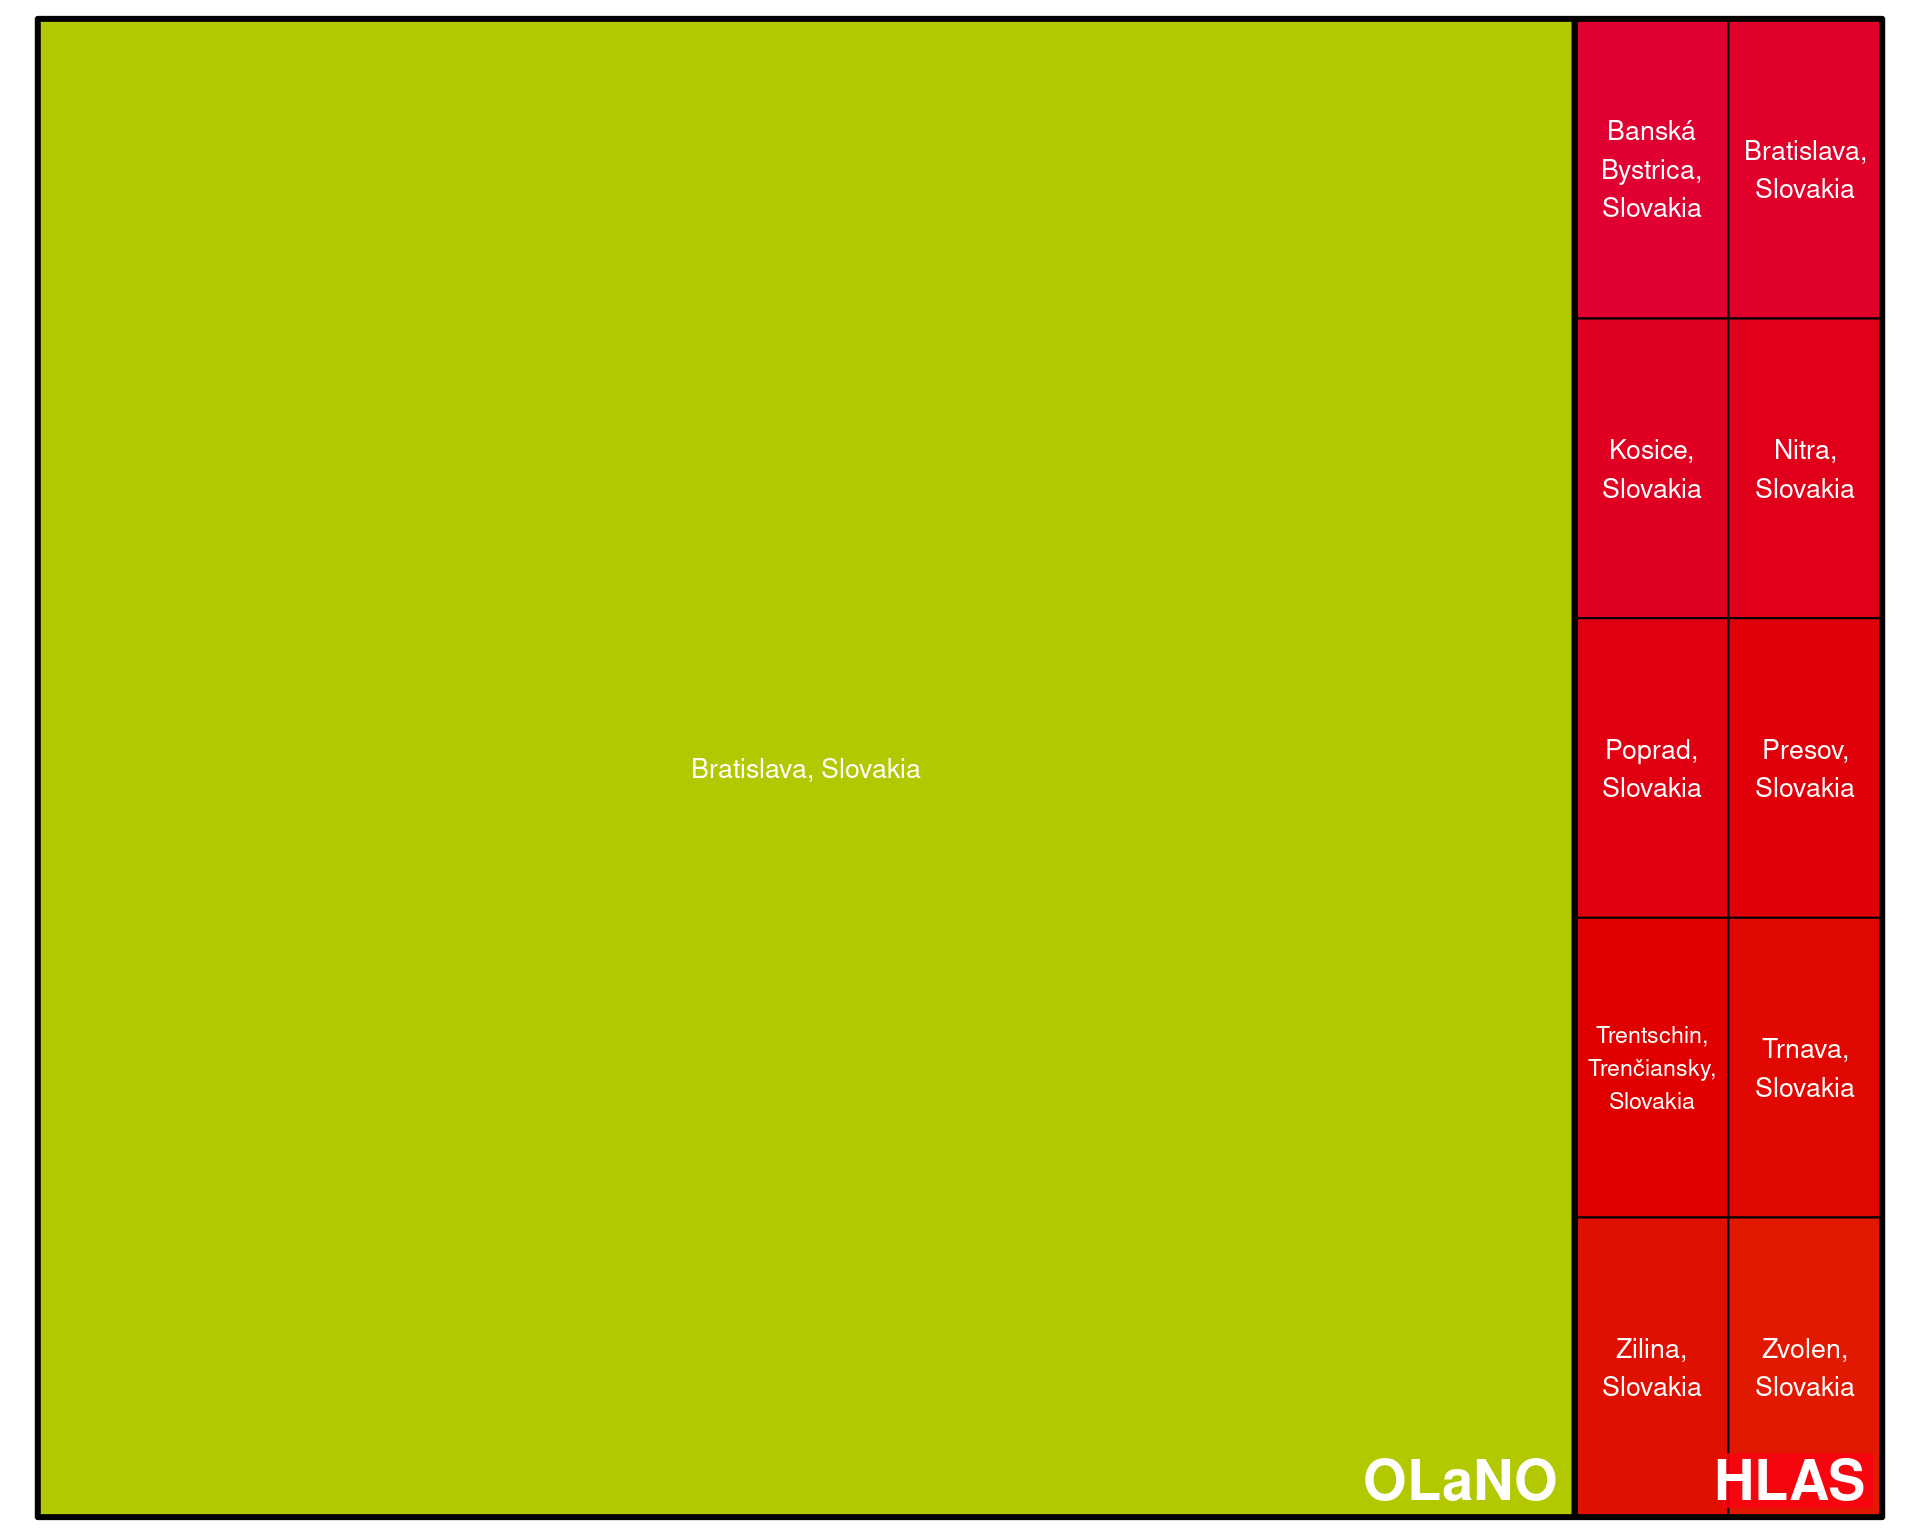 Bratislava, Slovakia
OLaNO
Banská
Bystrica,
Slovakia
Bratislava,
Slovakia
Kosice,
Slovakia
Nitra,
Slovakia
Poprad,
Slovakia
Presov,
Slovakia
Trentschin,
Trenčiansky,
Slovakia
Trnava,
Slovakia
Zilina,
Slovakia
Zvolen,
Slovakia
HLAS